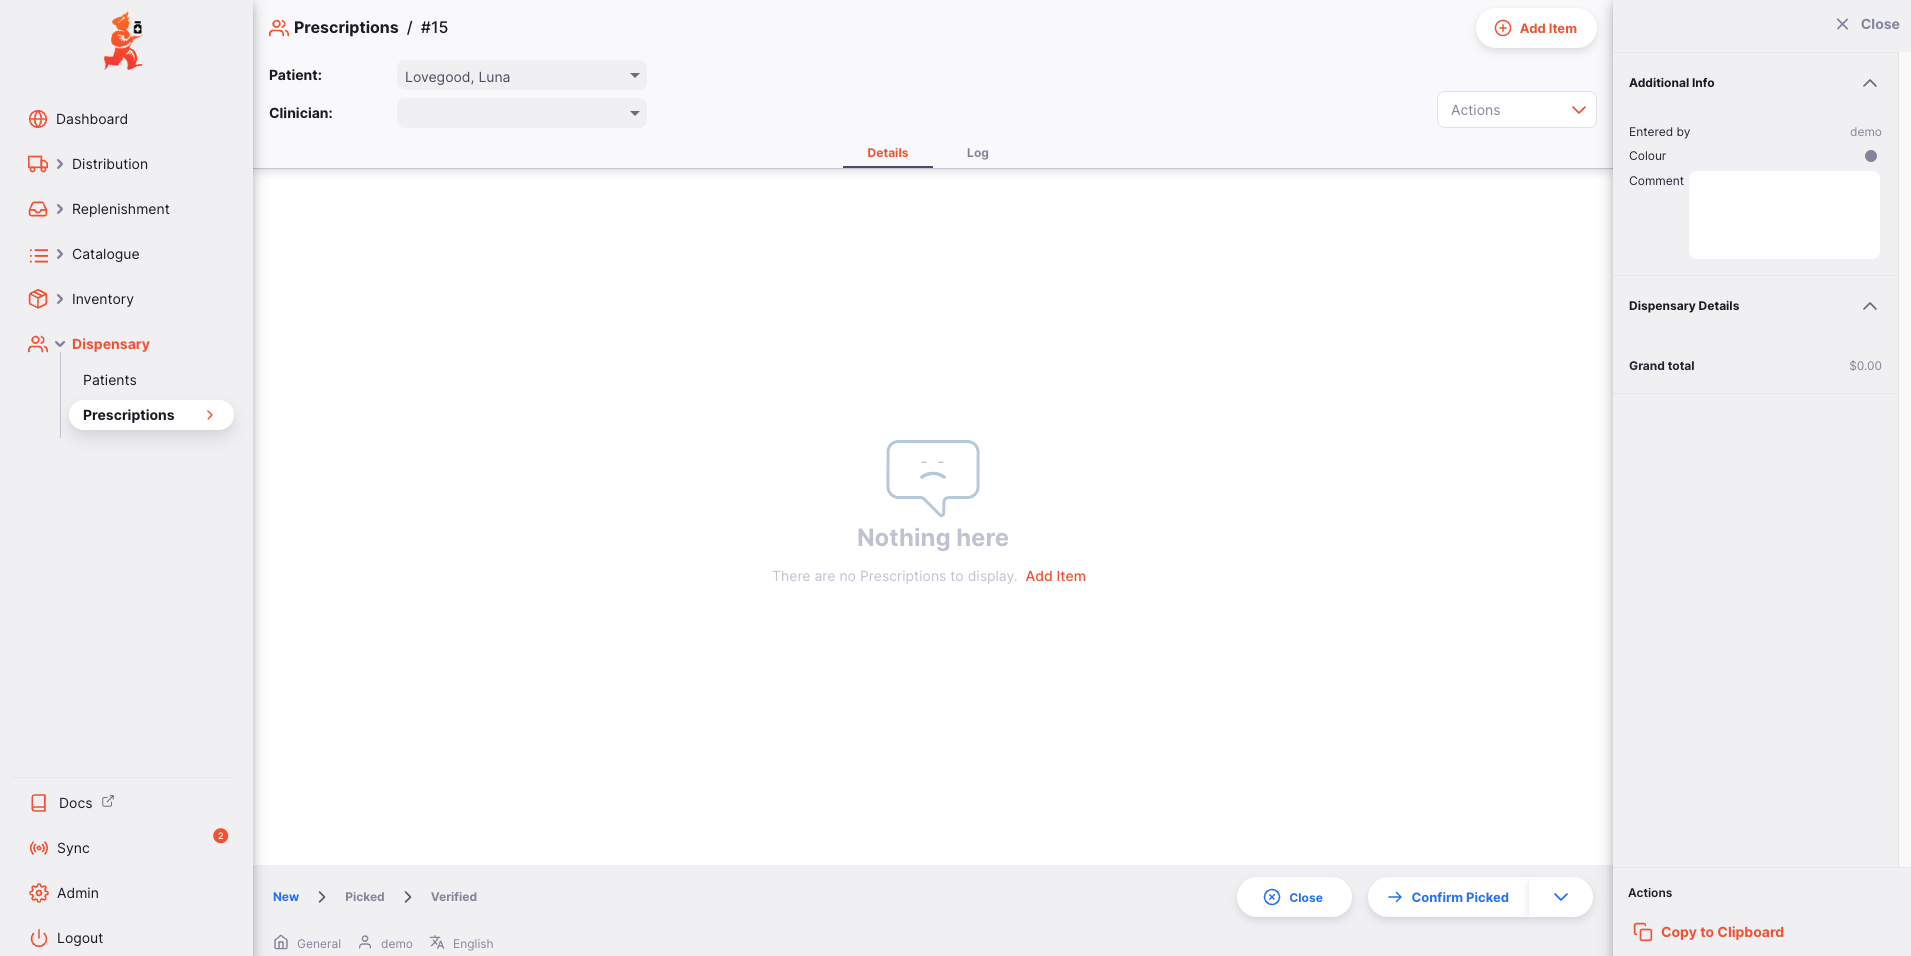 Dashboard
Distribution
Replenishment
Catalogue
Inventory
Dispensary
Patients
Prescriptions
Docs
Sync
2
Admin
Logout
Prescriptions / #15
Add Item
Patient:
Lovegood, Luna
Clinician:
Actions
Details
Log
Nothing here
There are no Prescriptions to display. Add Item
New
Picked
Verified
Close
Confirm Picked
General
demo
English
Close
Additional Info
Entered by demo
Colour
Comment
Dispensary Details
Grand total $0.00
Actions
Copy to Clipboard